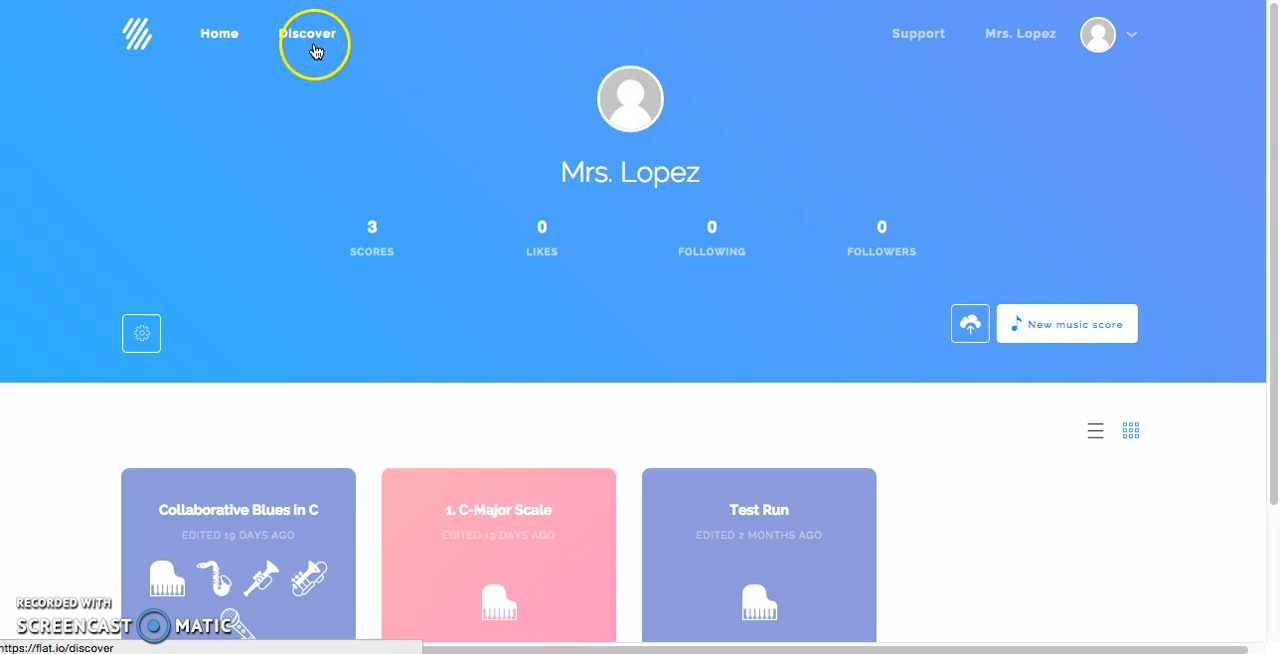 Home Discover Support Mrs. Lopez
Mrs. Lopez
3 0 0 0
SCORES LIKES FOLLOWING FOLLOWERS
New music score
Collaborative Blues in C 1. C-Major Scale Test Run
EDITED 19 DAYS AGO EDITED 19 DAYS AGO EDITED 2 MONTHS AGO
RECORDED WITH
SCREENCAST MATIC
https://flat.io/discover